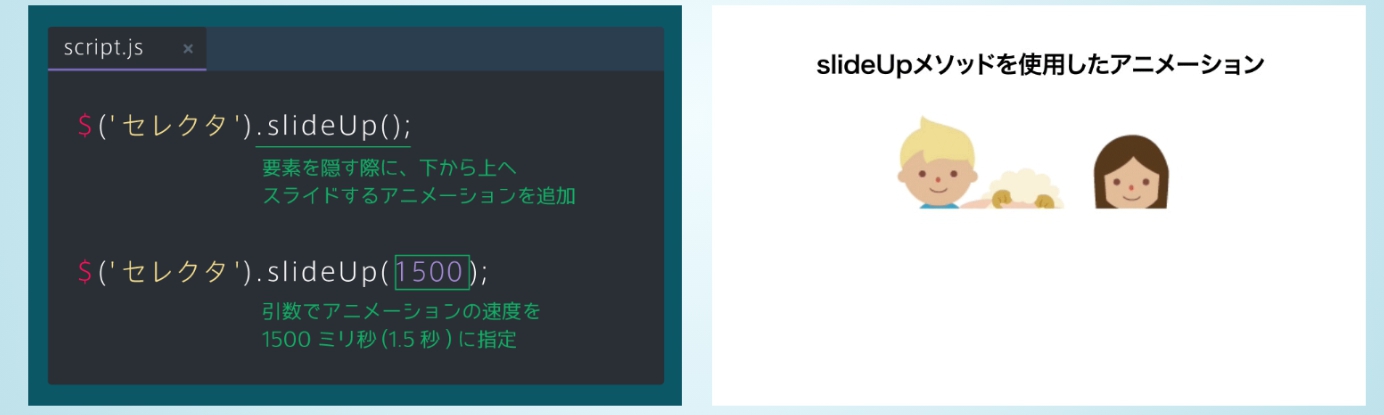 script.js ×
$('セレクタ').slideUp();
要素を隠す際に、下から上へ
スライドするアニメーションを追加
$('セレクタ').slideUp(1500);
引数でアニメーションの速度を
1500 ミリ秒(1.5 秒)に指定
slideUpメソッドを使用したアニメーション